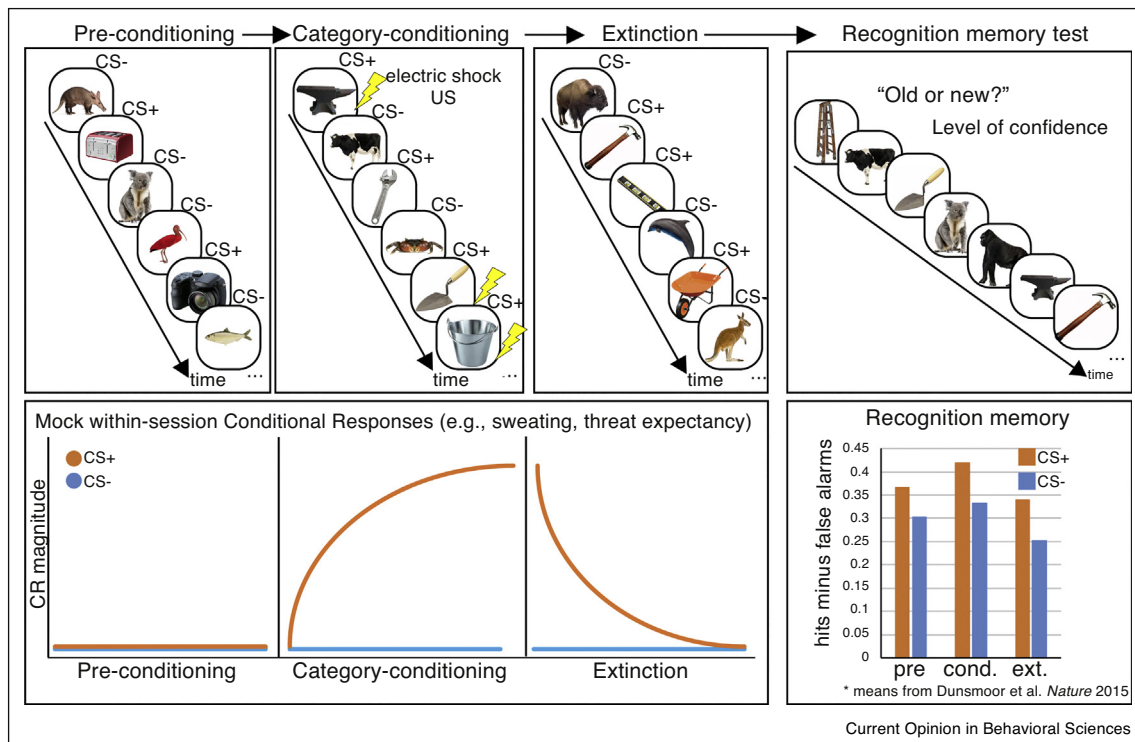 Pre-conditioning
Category-conditioning
Extinction
Recognition memory test
CS-
CS+
CS-
CS-
CS+
CS-
time
...
CS+
electric shock
US
CS-
CS+
CS-
CS+
CS+
time
...
CS-
CS+
CS+
CS-
CS+
CS-
time
...
“Old or new?”
Level of confidence
...
time
Mock within-session Conditional Responses (e.g., sweating, threat expectancy)
CS+
CS-
CR magnitude
Pre-conditioning
Category-conditioning
Extinction
Recognition memory
hits minus false alarms
0.45
0.4
0.35
0.3
0.25
0.2
0.15
0.1
0.05
0
CS+
CS-
pre
cond.
ext.
* means from Dunsmoor et al. Nature 2015
Current Opinion in Behavioral Sciences